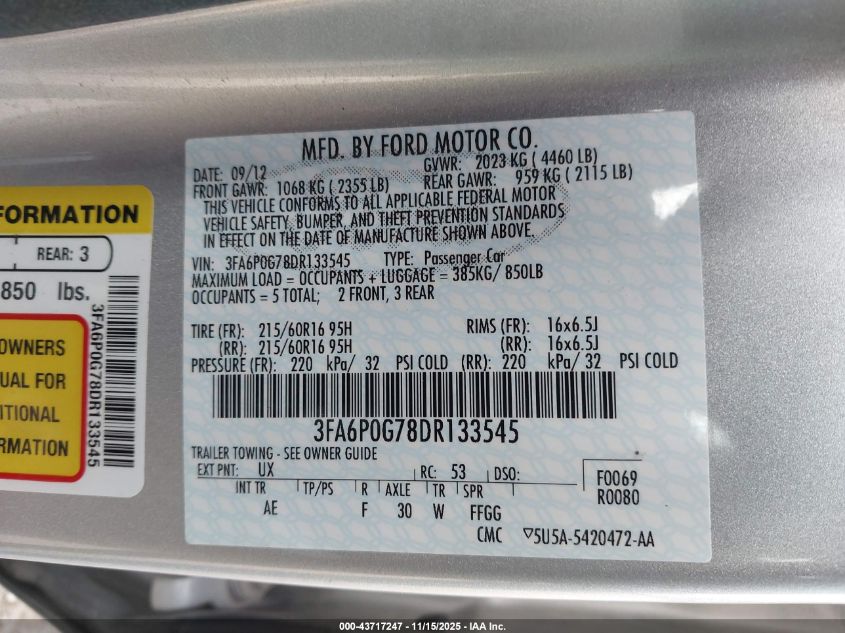 FORMATION
REAR: 3
850 lbs.
OWNERS
UAL FOR
ITIONAL
RMATION
3FA6P0G78DR133545
MFD. BY FORD MOTOR CO.
DATE: 09/12 GVWR: 2023 KG ( 4460 LB)
FRONT GAWR: 1068 KG ( 2355 LB) REAR GAWR: 959 KG ( 2115 LB)
THIS VEHICLE CONFORMS TO ALL APPLICABLE FEDERAL MOTOR
VEHICLE SAFETY, BUMPER, AND THEFT PREVENTION STANDARDS
IN EFFECT ON THE DATE OF MANUFACTURE SHOWN ABOVE.
VIN: 3FA6P0G78DR133545 TYPE: Passenger Car
MAXIMUM LOAD = OCCUPANTS + LUGGAGE = 385KG/ 850LB
OCCUPANTS = 5 TOTAL; 2 FRONT, 3 REAR
TIRE (FR): 215/60R16 95H RIMS (FR): 16x6.5J
(RR): 215/60R16 95H (RR): 16x6.5J
PRESSURE (FR): 220 kPa/ 32 PSI COLD (RR): 220 kPa/ 32 PSI COLD
3FA6P0G78DR133545
TRAILER TOWING - SEE OWNER GUIDE
EXT PNT: UX RC: 53 DSO: F0069
R0080
INT TR TP/PS R AXLE TR SPR
AE F 30 W FFGG
CMC ▽5U5A-5420472-AA
000-43717247 - 11/15/2025 - IAA Inc.